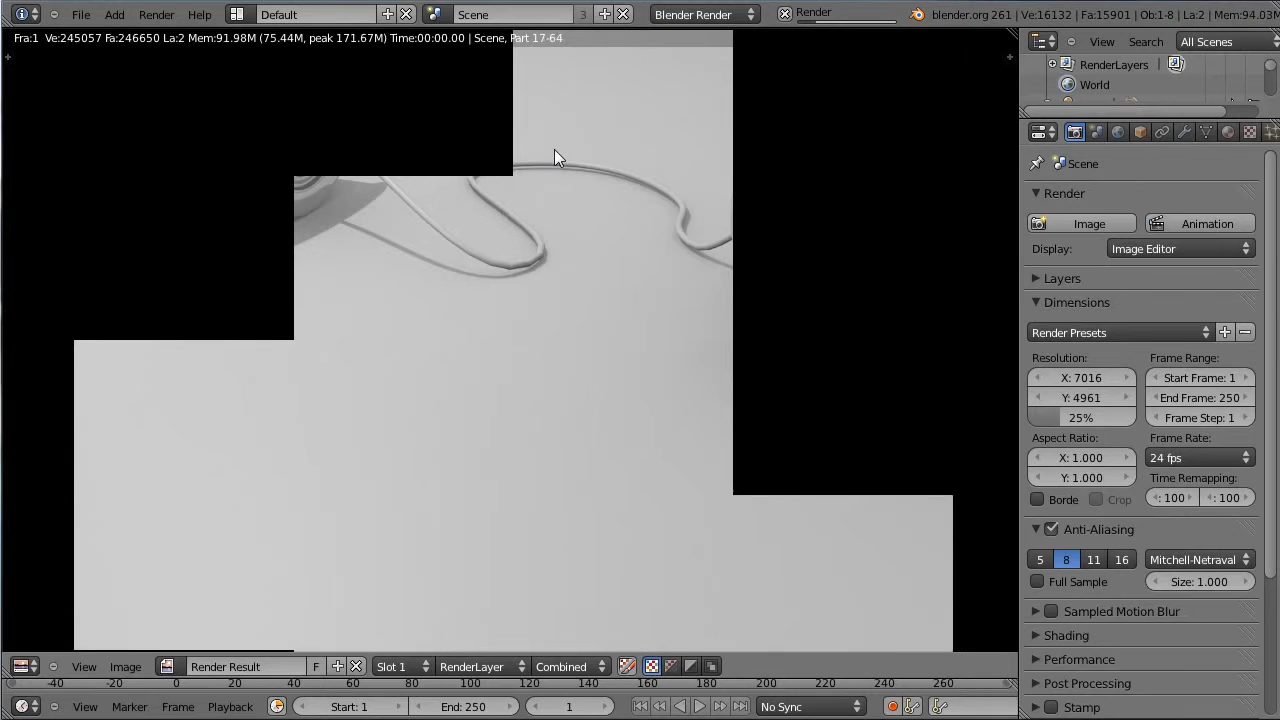 File Add Render Help Default Scene 3 Blender Render Render blender.org 261 | Ve:16132 | Fa:15901 | Ob:1-8 | La:2 | Mem:94.03M
Fra:1 Ve:245057 Fa:246650 La:2 Mem:91.98M (75.44M, peak 171.67M) Time:00:00.00 | Scene, Part 17-64
View Search All Scenes
RenderLayers |
World
Scene
Render
Image Animation
Display: Image Editor
Layers
Dimensions
Render Presets
Resolution: Frame Range:
X: 7016 Start Frame: 1
Y: 4961 End Frame: 250
25% Frame Step: 1
Aspect Ratio: Frame Rate:
X: 1.000 24 fps
Y: 1.000 Time Remapping:
Borde Crop : 100 : 100
Anti-Aliasing
5 8 11 16 Mitchell-Netraval
Full Sample Size: 1.000
Sampled Motion Blur
Shading
Performance
Post Processing
Stamp
View Image Render Result F Slot 1 RenderLayer Combined
-40 -20 0 20 40 60 80 100 120 140 160 180 200 220 240 260
View Marker Frame Playback Start: 1 End: 250 1 No Sync